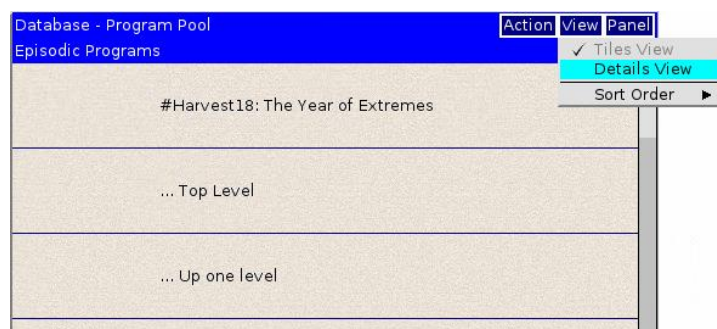 Database - Program Pool Action View Panel
Episodic Programs
✓ Tiles View
Details View
Sort Order ▶
#Harvest18: The Year of Extremes
... Top Level
... Up one level